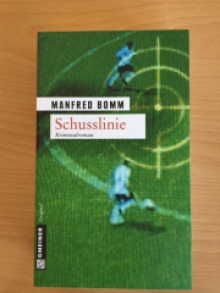 MANFRED BOMM
Schusslinie
Kriminalroman
GMEINER